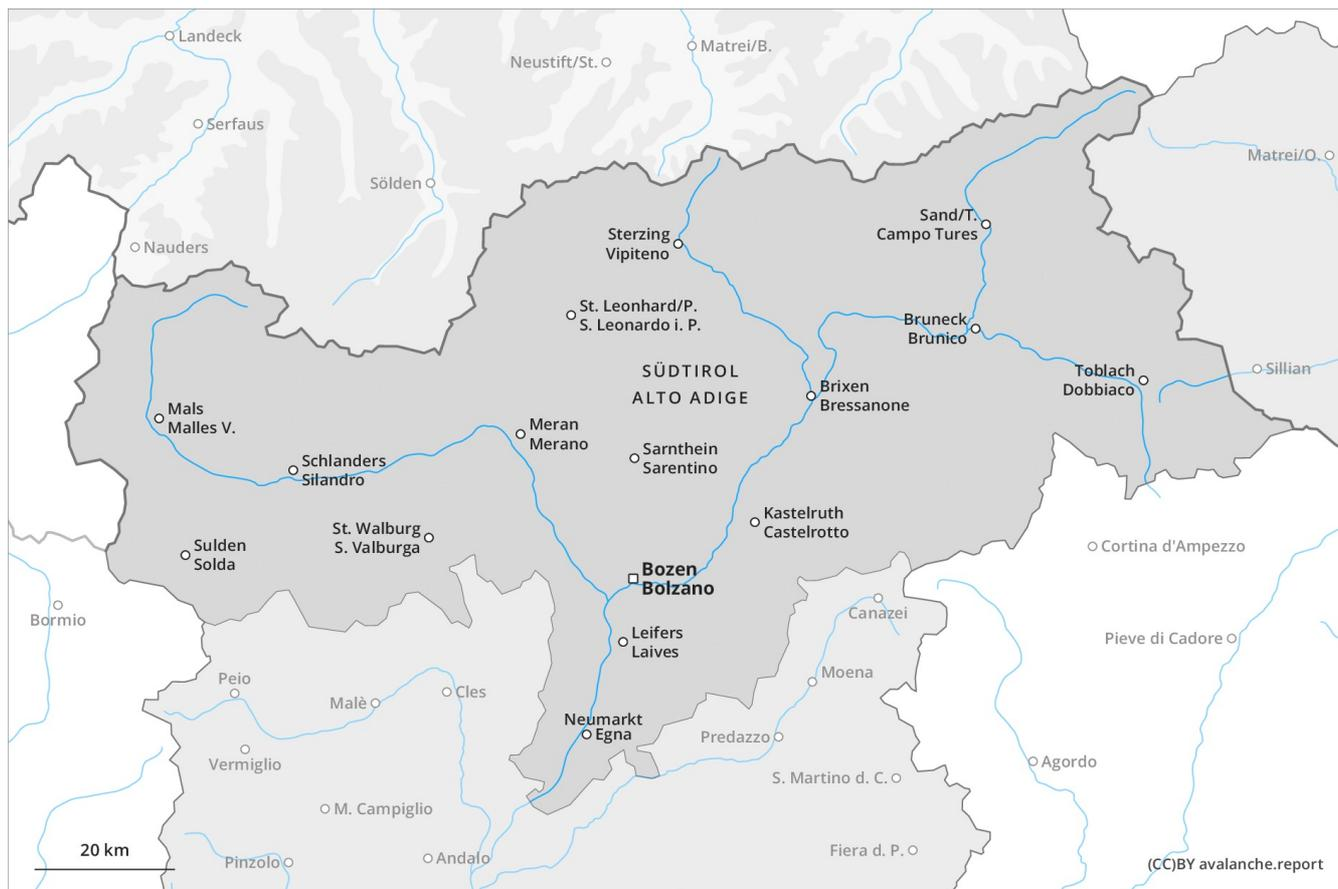 Landeck
Matrei/B.
Neustift/St.
Serfaus
Matrei/O.
Sölden
Sand/T.
Campo Tures
Sterzing
Vipiteno
Nauders
St. Leonhard/P.
S. Leonardo i. P.
Bruneck
Brunico
SÜDTIROL
ALTO ADIGE
Toblach
Dobbiaco
Sillian
Brixen
Bressanone
Mals
Malles V.
Meran
Merano
Sarnthein
Sarentino
Schlanders
Silandro
Kastelruth
Castelrotto
St. Walburg
S. Valburga
Sulden
Solda
Cortina d'Ampezzo
Bozen
Bolzano
Bormio
Canazei
Leifers
Laives
Pieve di Cadore
Moena
Peio
Malè
Cles
Neumarkt
Egna
Predazzo
Vermiglio
Agordo
S. Martino d. C.
M. Campiglio
20 km
Pinzolo
Andalo
Fiera d. P.
(CC)BY avalanche.report